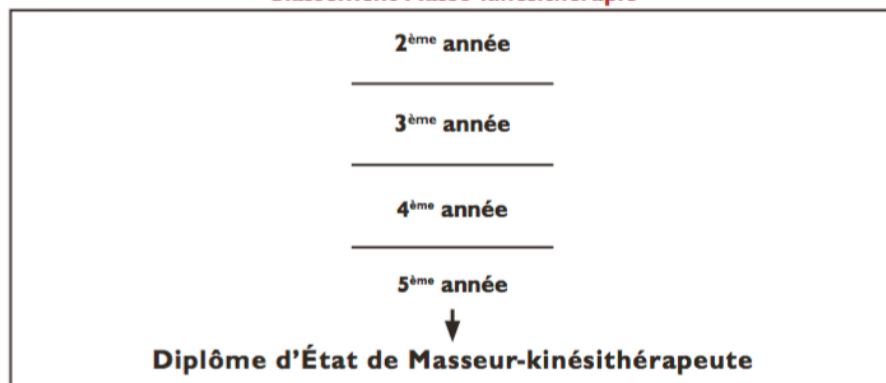 2ème année
3ème année
4ème année
5ème année
Diplôme d'État de Masseur-kinésithérapeute